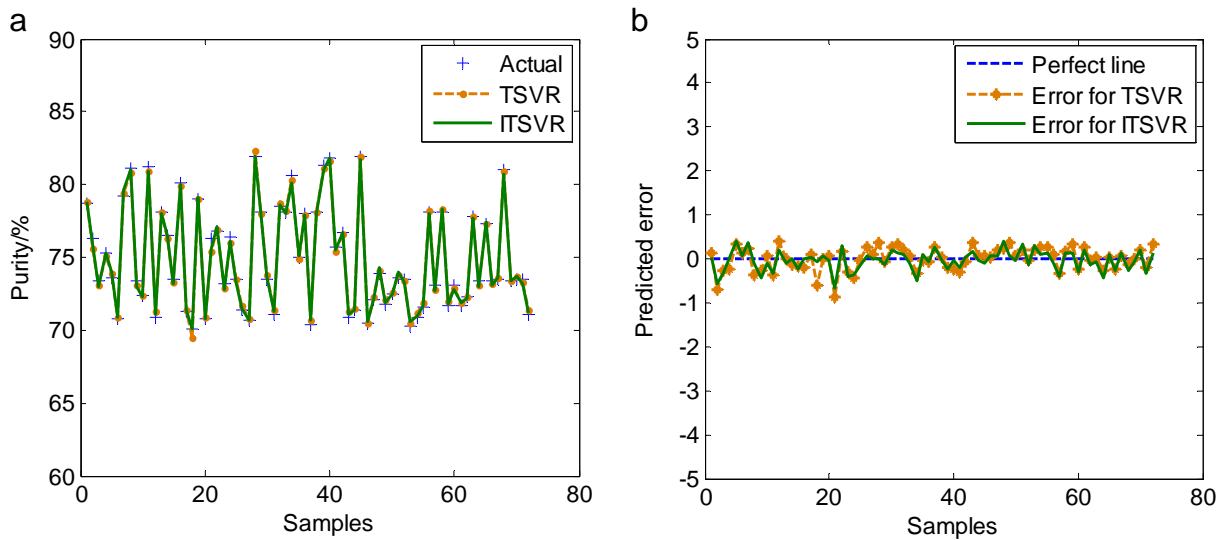 a
90
85
80
75
70
65
60
Purity/%
0
20
40
60
80
Samples
Actual
TSVR
ITSVR
b
5
4
3
2
1
0
-1
-2
-3
-4
-5
Predicted error
0
20
40
60
80
Samples
Perfect line
Error for TSVR
Error for ITSVR